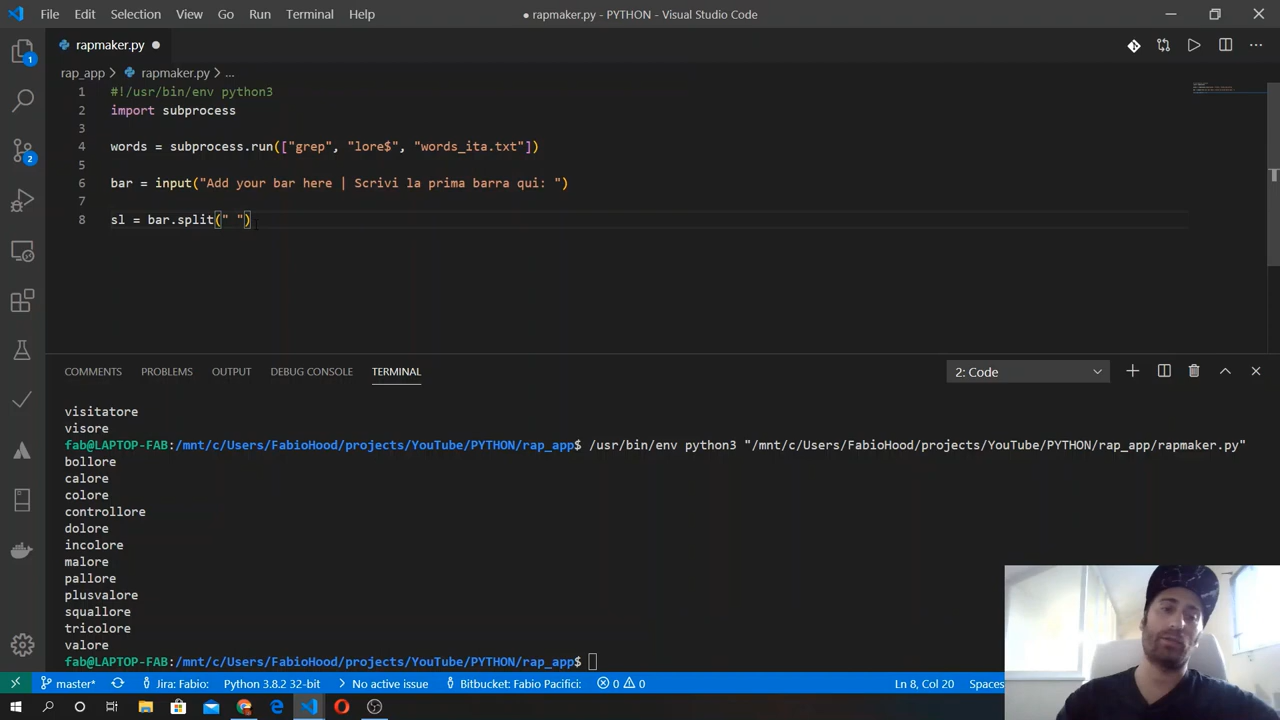 File Edit Selection View Go Run Terminal Help
● rapmaker.py - PYTHON - Visual Studio Code
rapmaker.py ●
rap_app > rapmaker.py > ...
1 #!/usr/bin/env python3
2 import subprocess
3
4 words = subprocess.run(["grep", "lore$", "words_ita.txt"])
5
6 bar = input("Add your bar here | Scrivi la prima barra qui: ")
7
8 sl = bar.split(" ")
1
2
COMMENTS PROBLEMS OUTPUT DEBUG CONSOLE TERMINAL
2: Code
visitatore
visore
fab@LAPTOP-FAB:/mnt/c/Users/FabioHood/projects/YouTube/PYTHON/rap_app$ /usr/bin/env python3 "/mnt/c/Users/FabioHood/projects/YouTube/PYTHON/rap_app/rapmaker.py"
bollore
calore
colore
controllore
dolore
incolore
malore
pallore
plusvalore
squallore
tricolore
valore
fab@LAPTOP-FAB:/mnt/c/Users/FabioHood/projects/YouTube/PYTHON/rap_app$
master* Jira: Fabio: Python 3.8.2 32-bit No active issue Bitbucket: Fabio Pacifici: 0 0 Ln 8, Col 20 Spaces